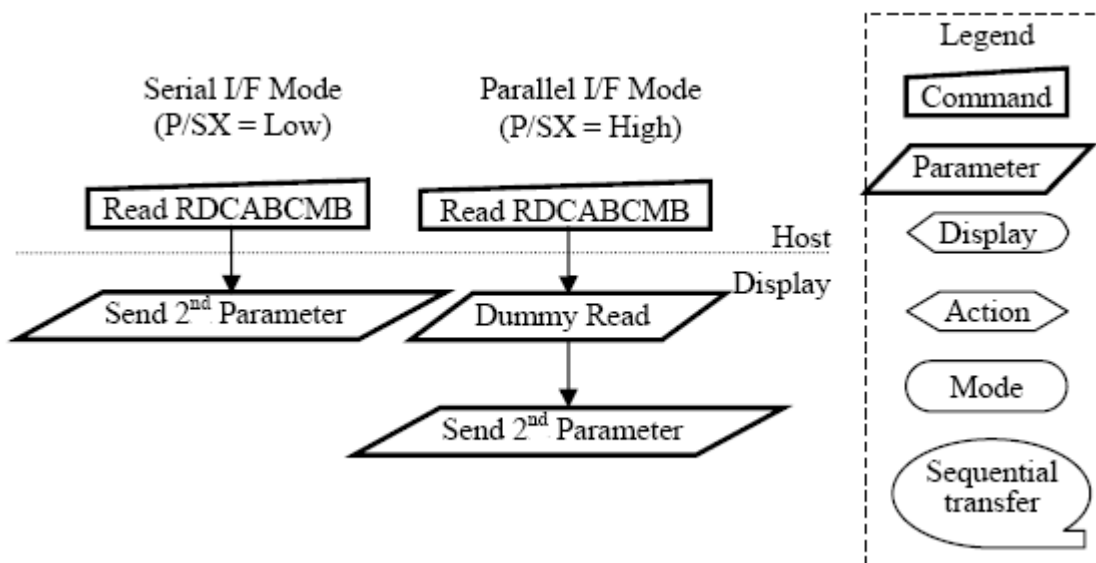 Serial I/F Mode
(P/SX = Low)
Read RDCABCMB
Send 2nd Parameter
Parallel I/F Mode
(P/SX = High)
Read RDCABCMB
Host
Display
Dummy Read
Send 2nd Parameter
Legend
Command
Parameter
Display
Action
Mode
Sequential
transfer